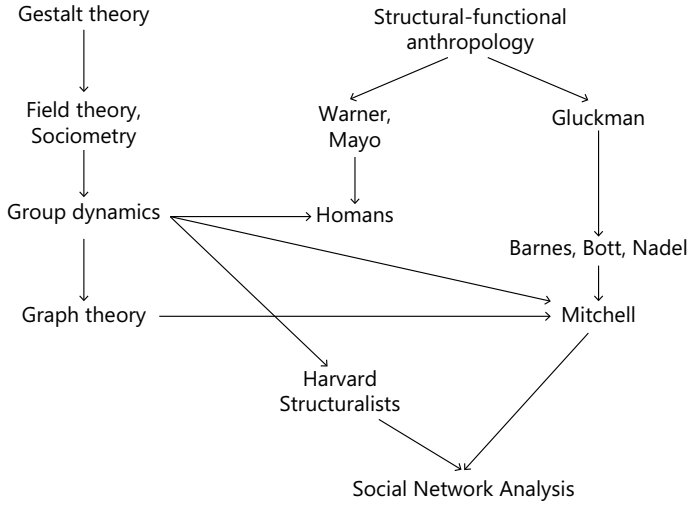 Gestalt theory
Structural-functional
anthropology
Field theory,
Sociometry
Warner,
Mayo
Gluckman
Group dynamics
Homans
Barnes, Bott, Nadel
Graph theory
Mitchell
Harvard
Structuralists
Social Network Analysis